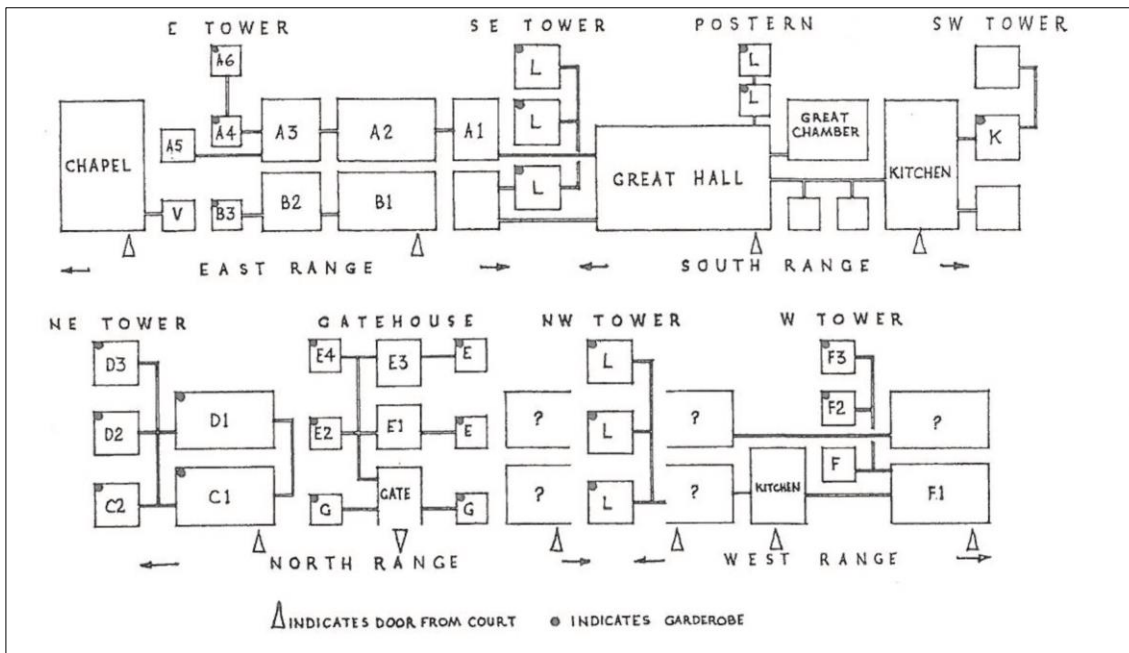 E TOWER
SE TOWER
POSTERN
SW TOWER
A6
L
L
A4
A3
A2
A1
L
L
GREAT CHAMBER
K
A5
CHAPEL
GREAT HALL
KITCHEN
V
B3
B2
B1
L
EAST RANGE
SOUTH RANGE
NE TOWER
GATEHOUSE
NW TOWER
W TOWER
D3
E4
E3
E
L
F3
D2
D1
E2
E1
E
?
L
?
F2
?
C2
C1
G
GATE
G
?
L
?
KITCHEN
F
F1
NORTH RANGE
WEST RANGE
INDICATES DOOR FROM COURT
INDICATES GARDEROBE